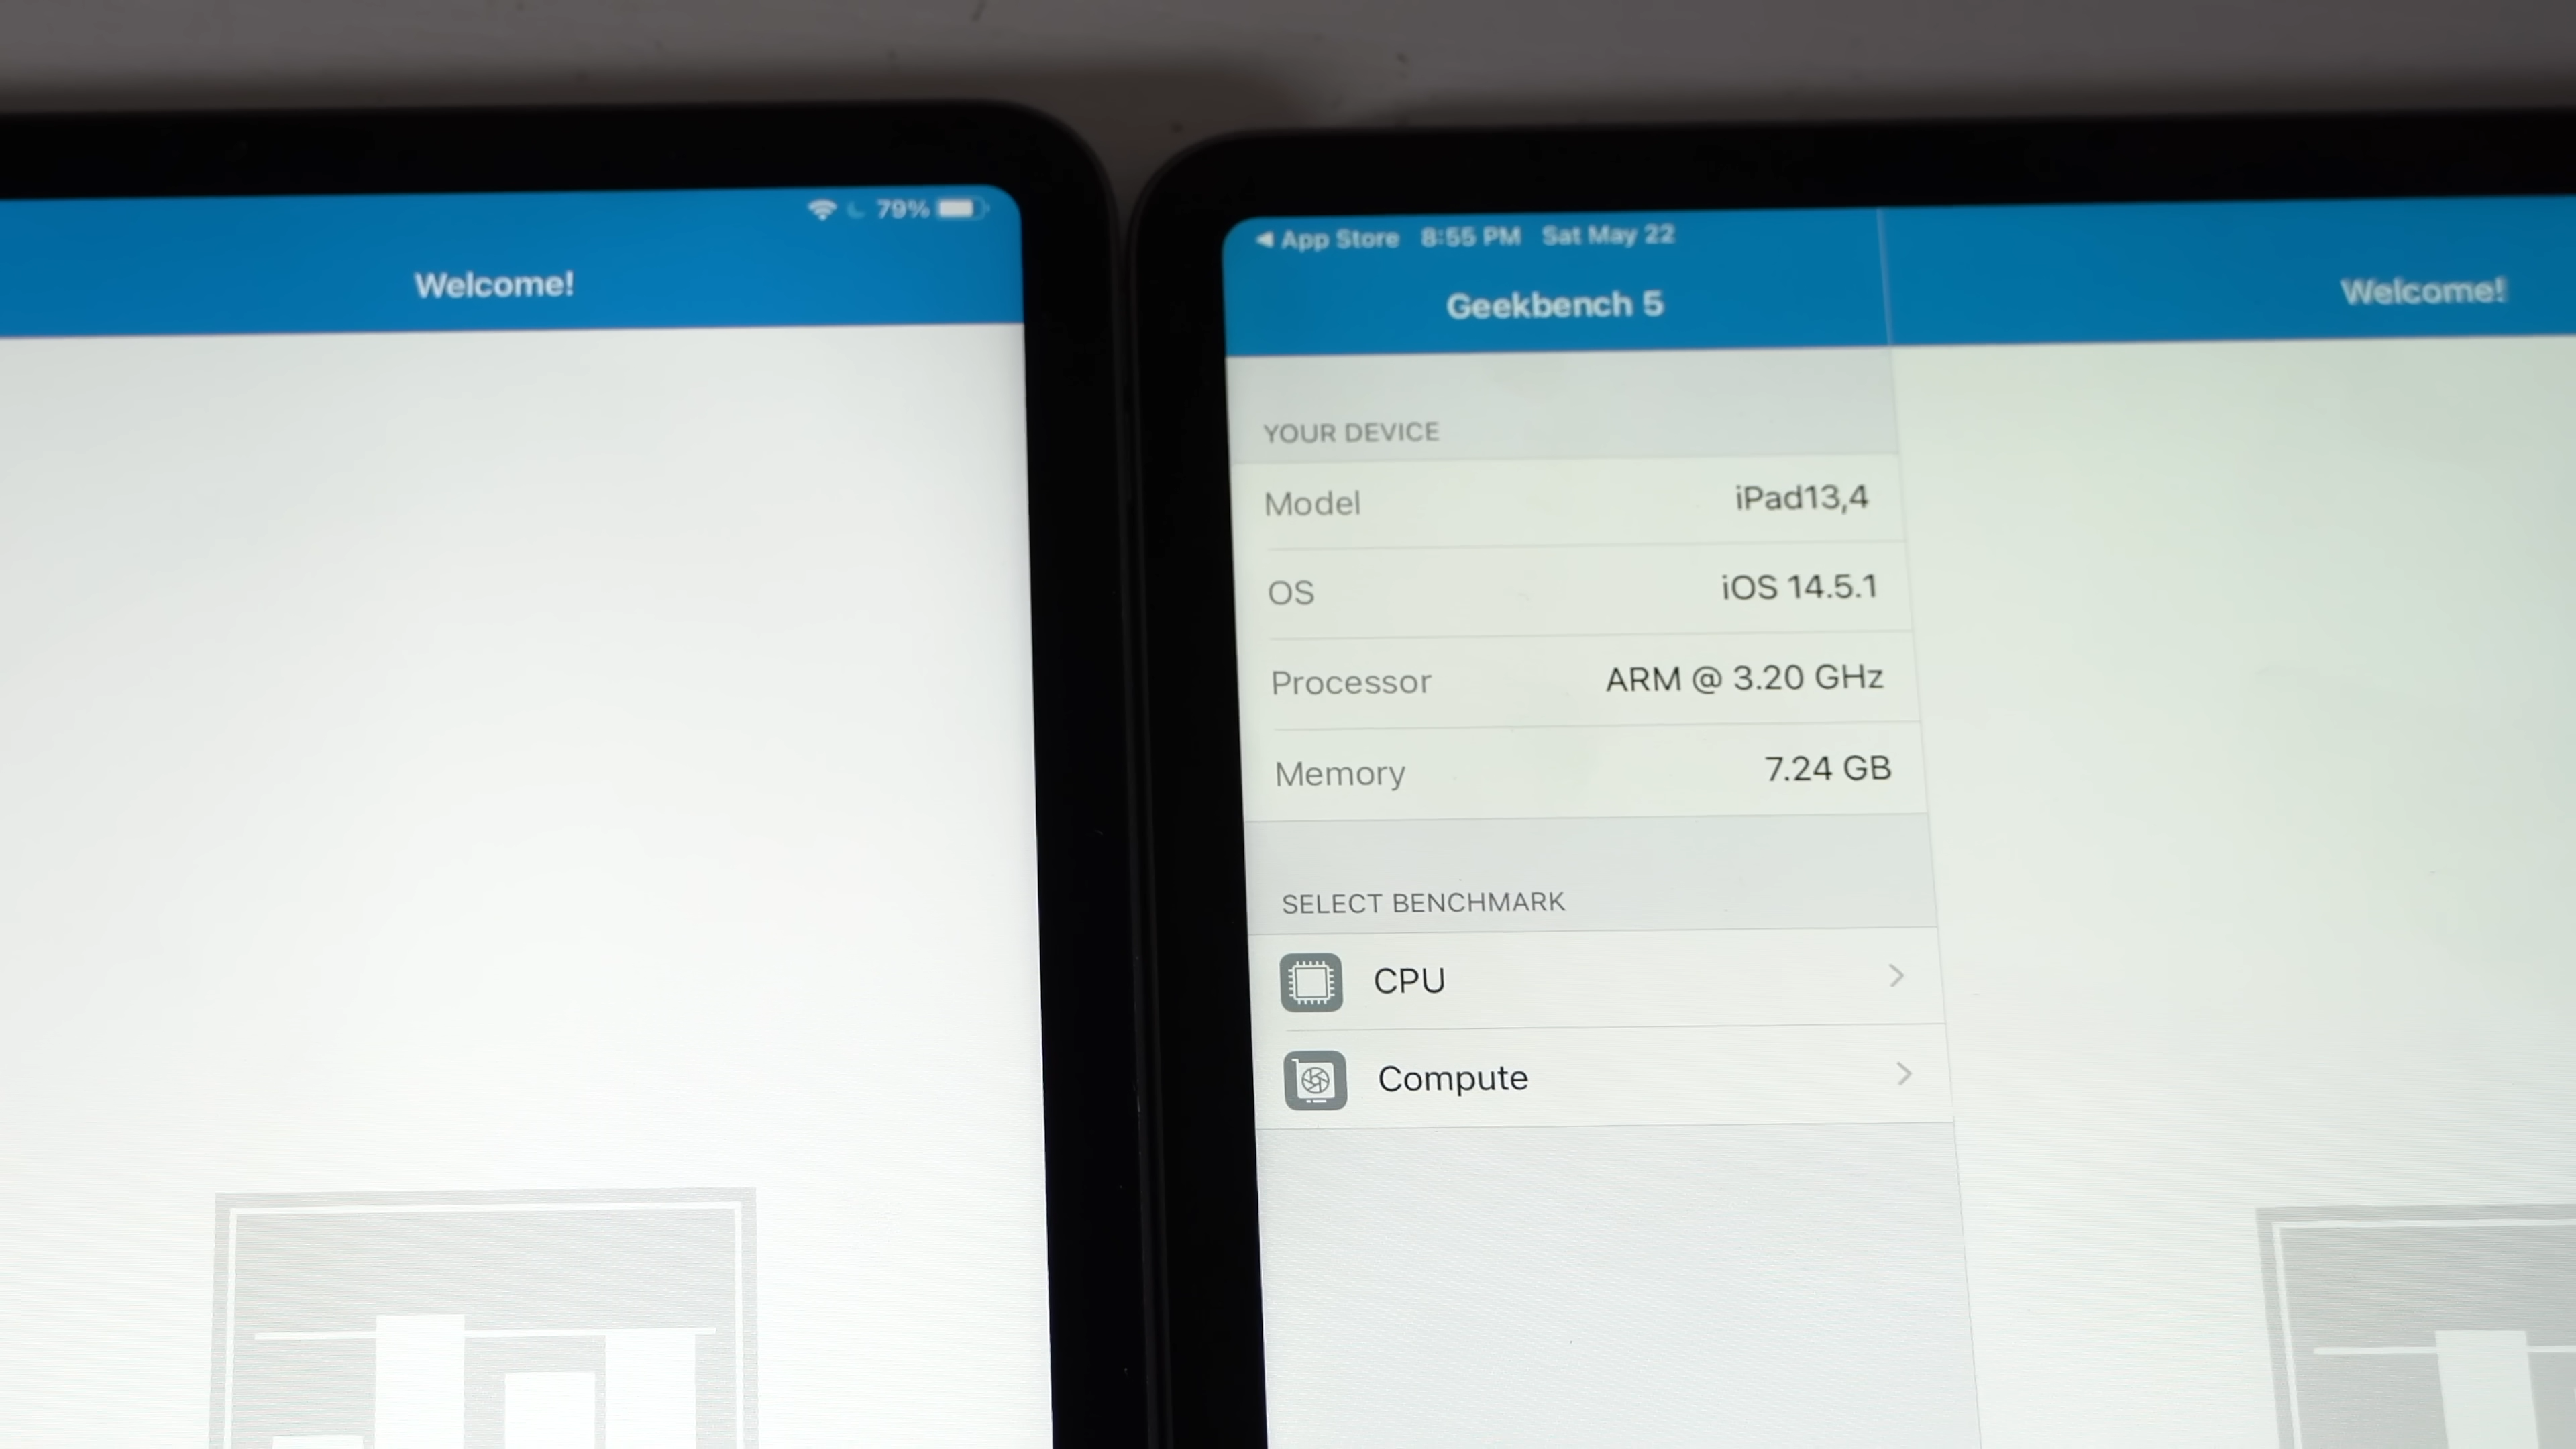 79%
Welcome!
App Store 8:55 PM Sat May 22
Geekbench 5
Welcome!
YOUR DEVICE
Model iPad13,4
OS iOS 14.5.1
Processor ARM @ 3.20 GHz
Memory 7.24 GB
SELECT BENCHMARK
CPU
Compute